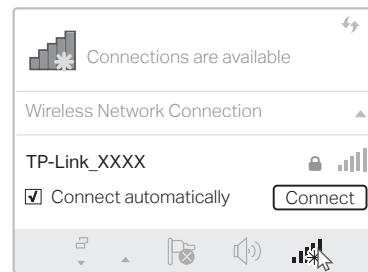 Connections are available
Wireless Network Connection
TP-Link_XXXX
Connect automatically
Connect